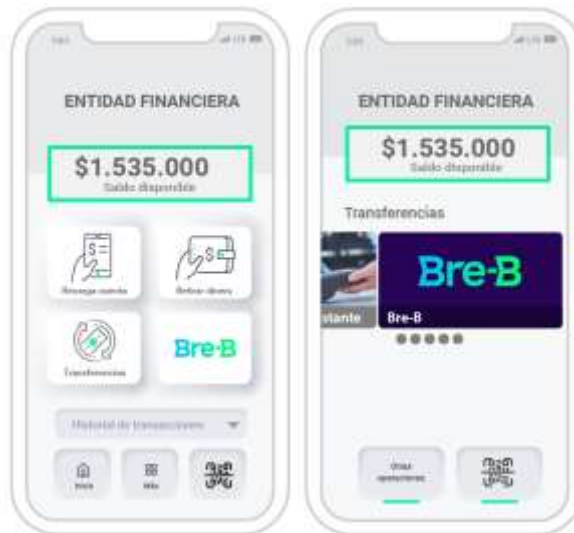 ENTIDAD FINANCIERA
$1.535.000
Saldo disponible
Recarga cuenta
Retirar dinero
Transferencias
Bre-B
Historial de transacciones
Inicio
Más
ENTIDAD FINANCIERA
$1.535.000
Saldo disponible
Transferencias
Bre-B
stante
Bre-B
Otras
operaciones